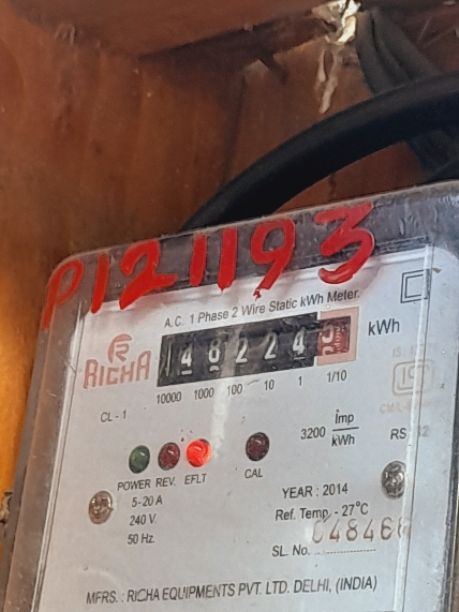 P121193
A.C. 1 Phase 2 Wire Static kWh Meter.
RICHA
48224
kWh
10000 1000 100 10 1 1/10
CL - 1
3200 Imp
kWh
POWER REV. EFLT
CAL
5-20 A
240 V.
50 Hz.
YEAR : 2014
Ref. Temp. - 27°C
SL. No.
MFRS. : RICHA EQUIPMENTS PVT. LTD. DELHI, (INDIA)